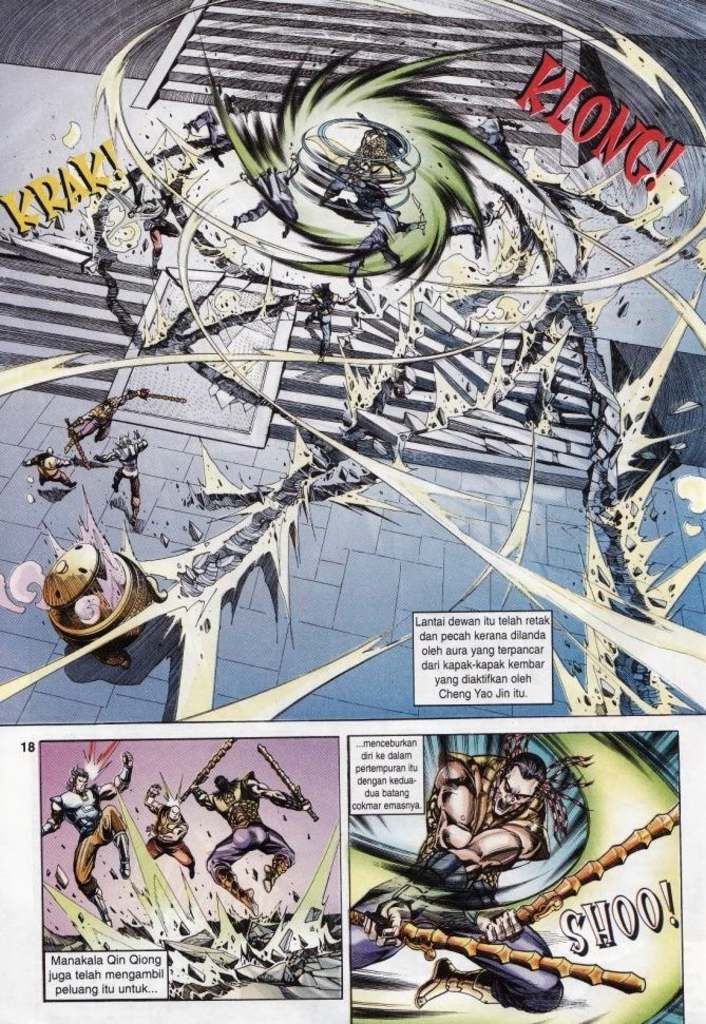 KRAK!
KLONG!
Lantai dewan itu telah retak
dan pecah kerana dilanda
oleh aura yang terpancar
dari kapak-kapak kembar
yang diaktifkan oleh
Cheng Yao Jin itu.
18
Manakala Qin Qiong
juga telah mengambil
peluang itu untuk...
...menceburkan
diri ke dalam
pertempuran itu
dengan kedua-
dua batang
cokmar emasnya.
SHOO!